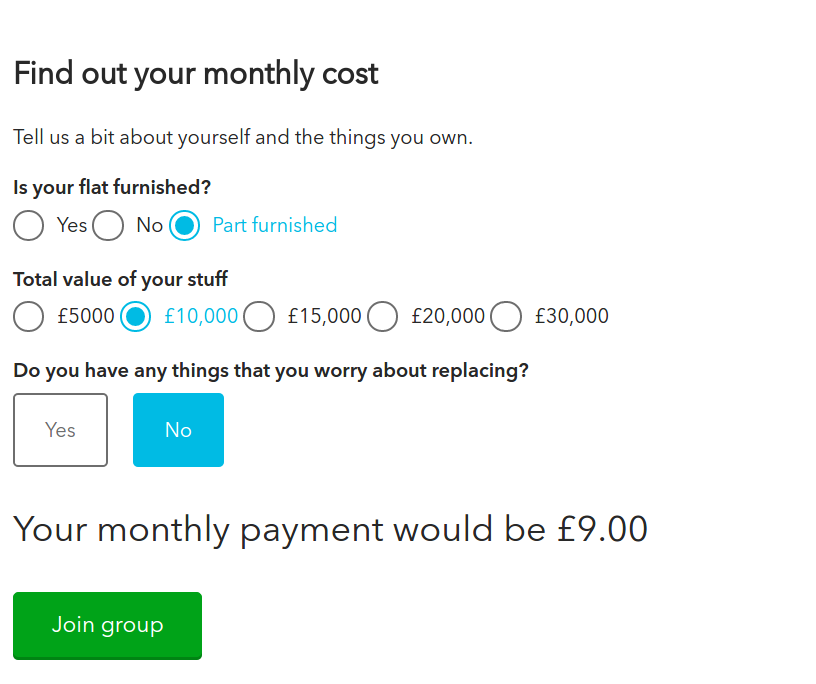 Find out your monthly cost
Tell us a bit about yourself and the things you own.
Is your flat furnished?
Yes No Part furnished
Total value of your stuff
£5000 £10,000 £15,000 £20,000 £30,000
Do you have any things that you worry about replacing?
Yes No
Your monthly payment would be £9.00
Join group